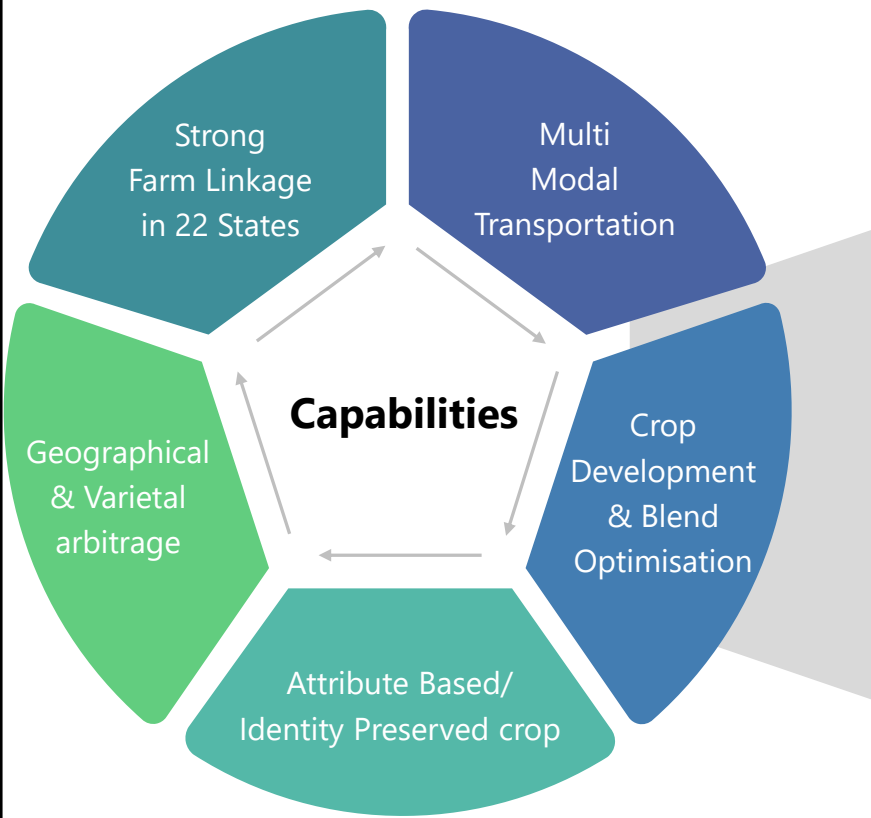 Strong
Farm Linkage
in 22 States
Multi
Modal
Transportation
Capabilities
Crop
Development
& Blend
Optimisation
Geographical
& Varietal
arbitrage
Attribute Based/
Identity Preserved crop